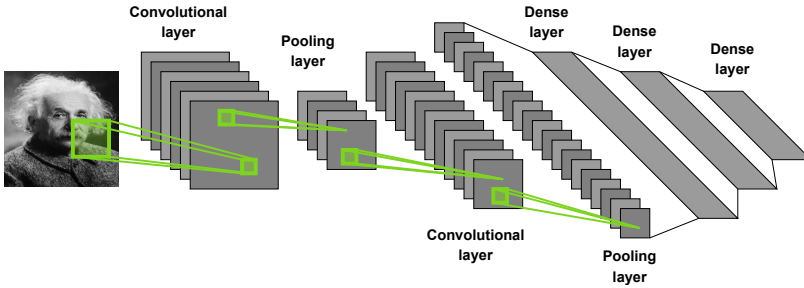 Convolutional
layer
Pooling
layer
Convolutional
layer
Pooling
layer
Dense
layer
Dense
layer
Dense
layer